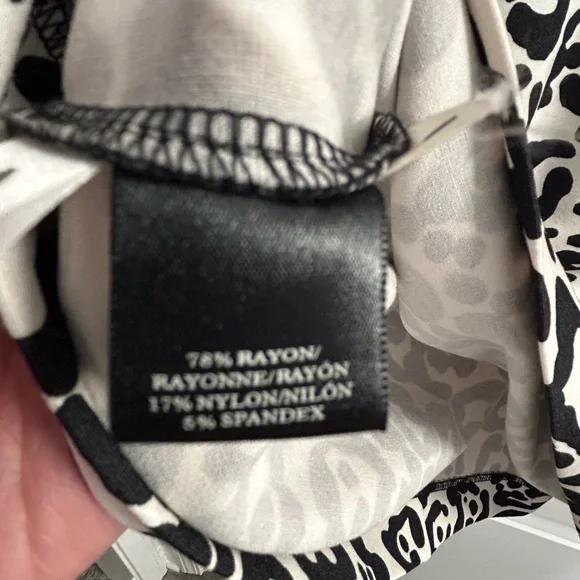 78% RAYON/
RAYONNE/RAYÓN
17% NYLON/NILÓN
5% SPANDEX